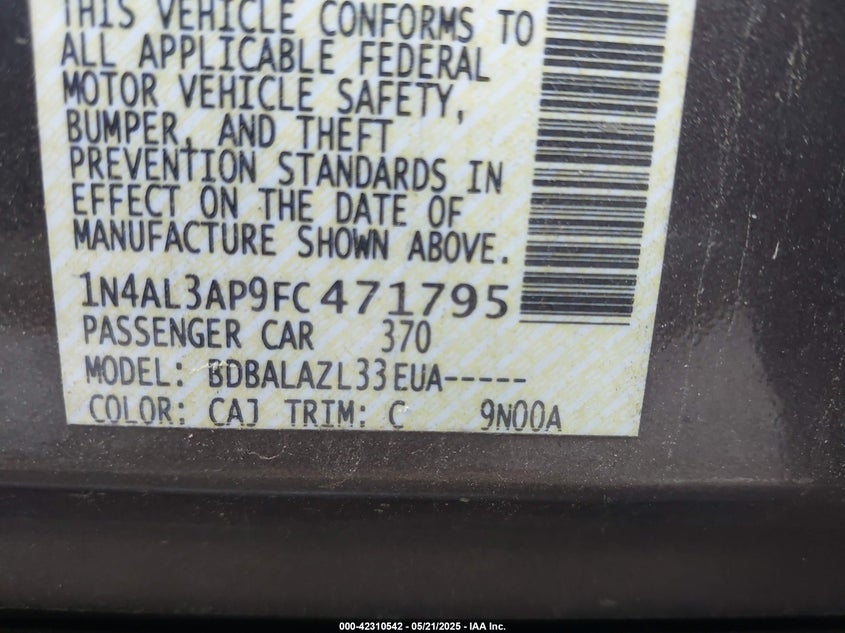 THIS VEHICLE CONFORMS TO
ALL APPLICABLE FEDERAL
MOTOR VEHICLE SAFETY,
BUMPER, AND THEFT
PREVENTION STANDARDS IN
EFFECT ON THE DATE OF
MANUFACTURE SHOWN ABOVE.
1N4AL3AP9FC471795
PASSENGER CAR 370
MODEL: BDBALAZL33EUA-----
COLOR: CAJ TRIM: C 9N00A
000-42310542 - 05/21/2025 - IAA Inc.